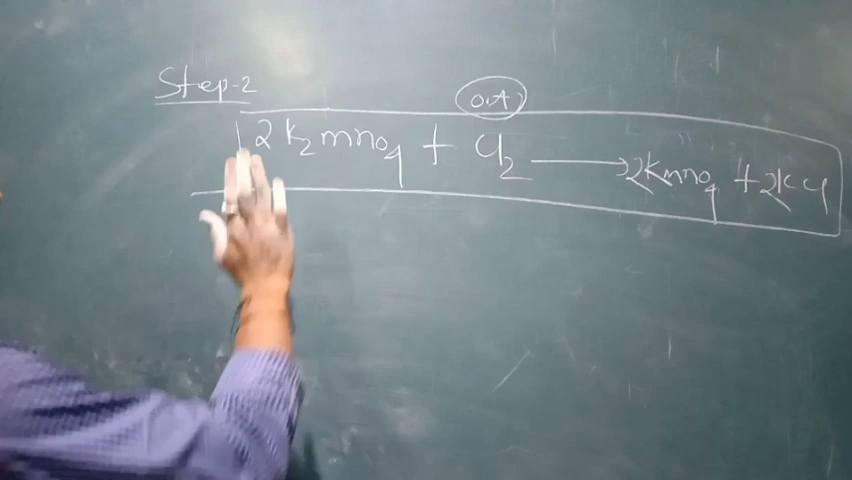 Step-2
O.A
2K₂MnO₄ + Cl₂ ⟶ 2KMnO₄ + 2KCl